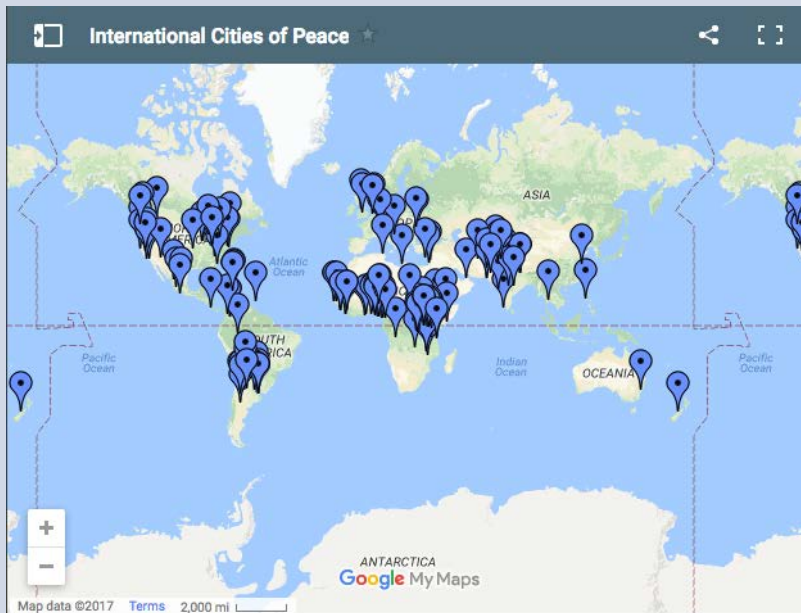 International Cities of Peace
ASIA
Atlantic
Ocean
Pacific
Ocean
Indian
Ocean
OCEANIA
Pacific
Ocean
ANTARCTICA
Google My Maps
Map data ©2017 Terms 2,000 mi